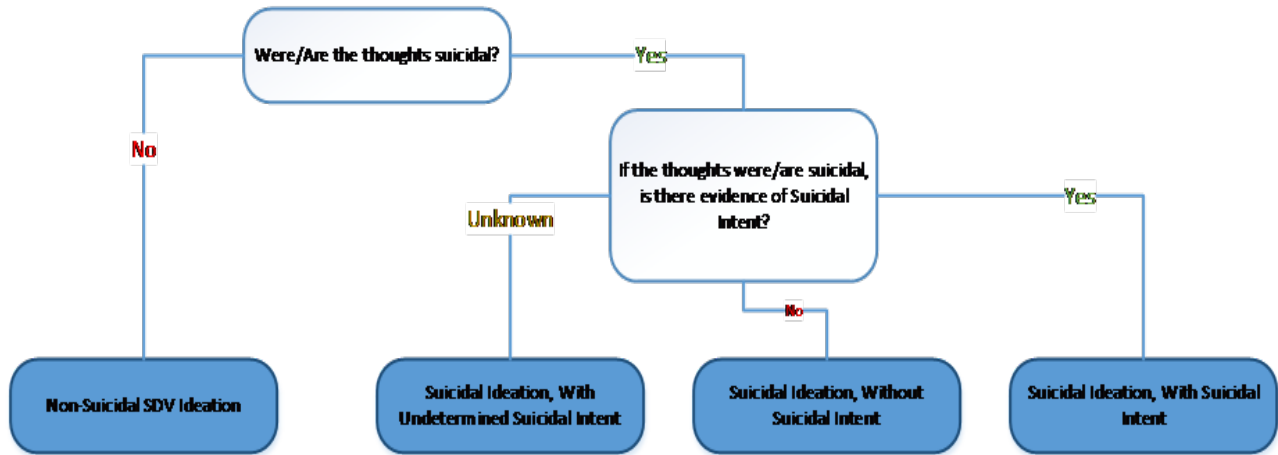 Were/Are the thoughts suicidal?
Yes
No
If the thoughts were/are suicidal,
is there evidence of Suicidal
Intent?
Unknown
Yes
No
Non-Suicidal SDV Ideation
Suicidal Ideation, With
Undetermined Suicidal Intent
Suicidal Ideation, Without
Suicidal Intent
Suicidal Ideation, With Suicidal
Intent